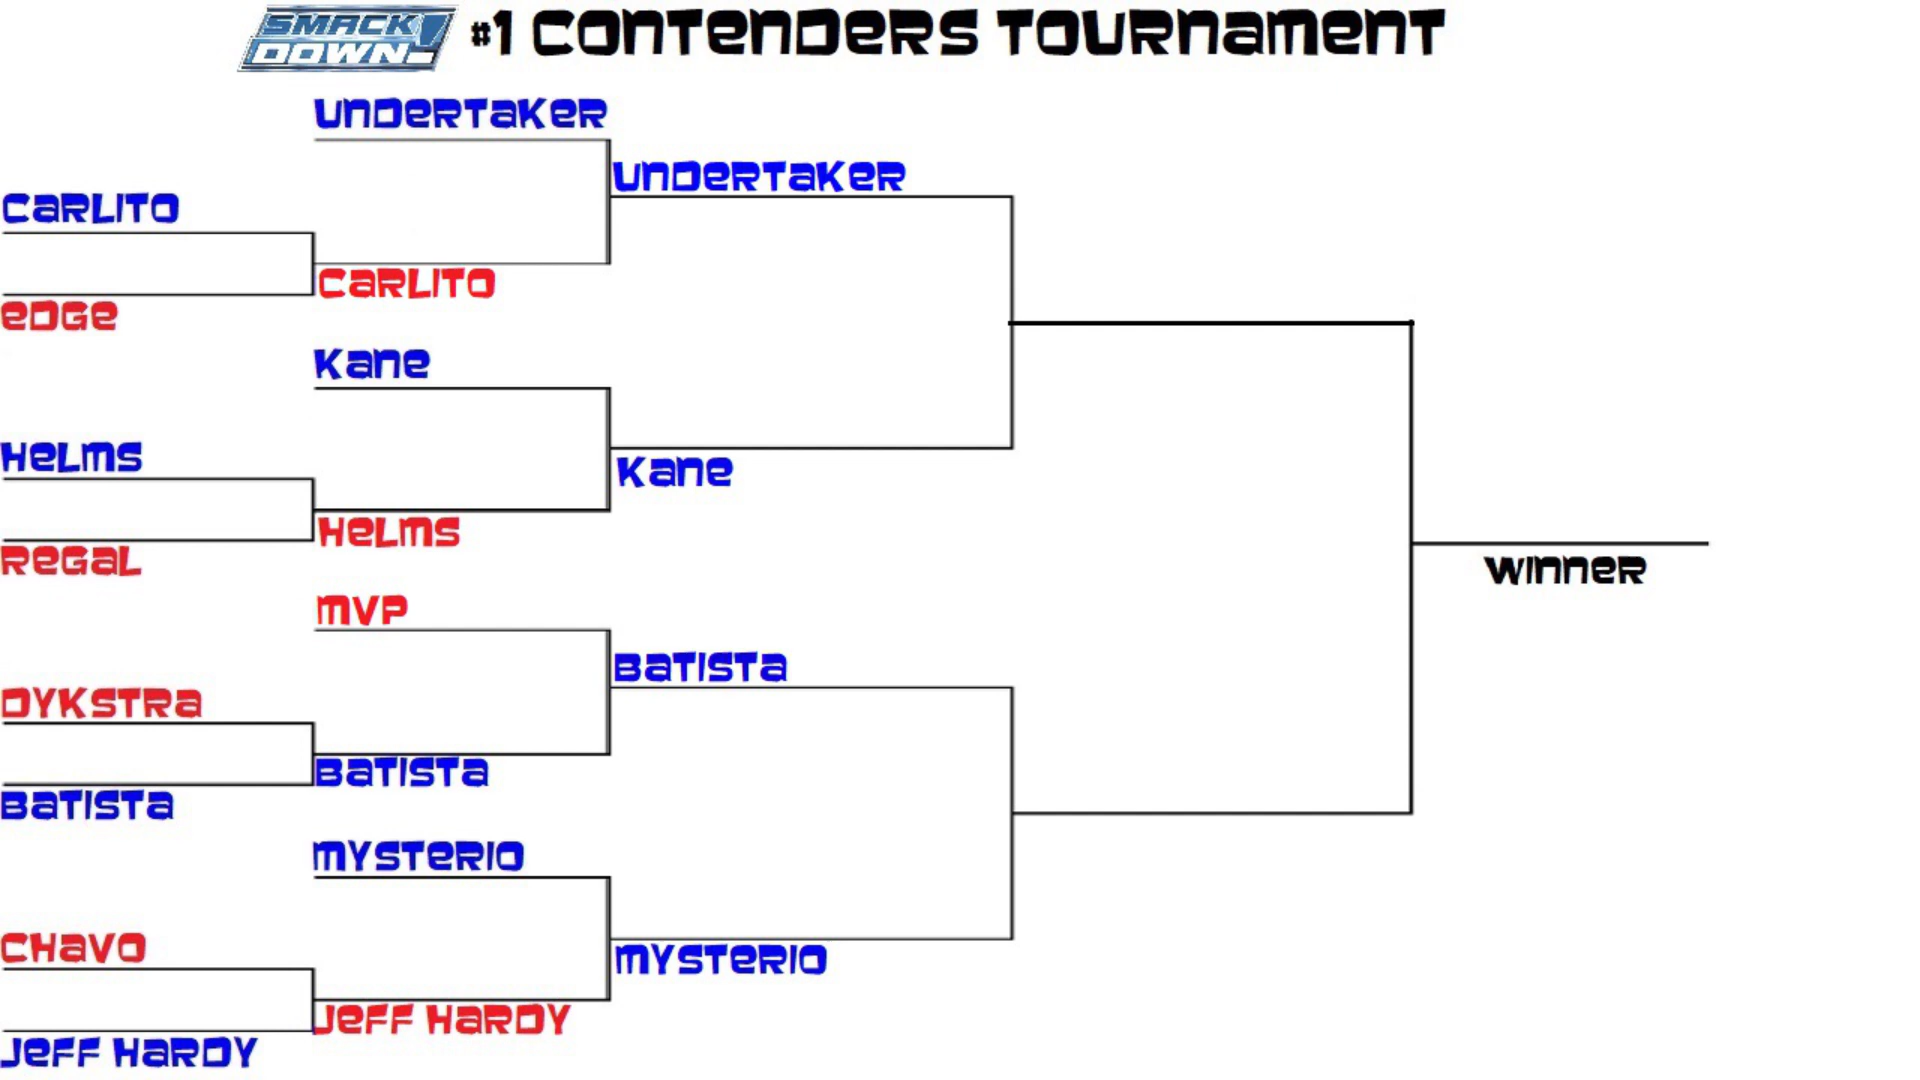 SMACK DOWN! #1 CONTENDERS TOURNAMENT
UNDERTAKER
UNDERTAKER
CARLITO
CARLITO
EDGE
KANE
HELMS
KANE
HELMS
REGAL
MVP
BATISTA
DYKSTRA
BATISTA
BATISTA
MYSTERIO
CHAVO
MYSTERIO
JEFF HARDY
JEFF HARDY
WINNER